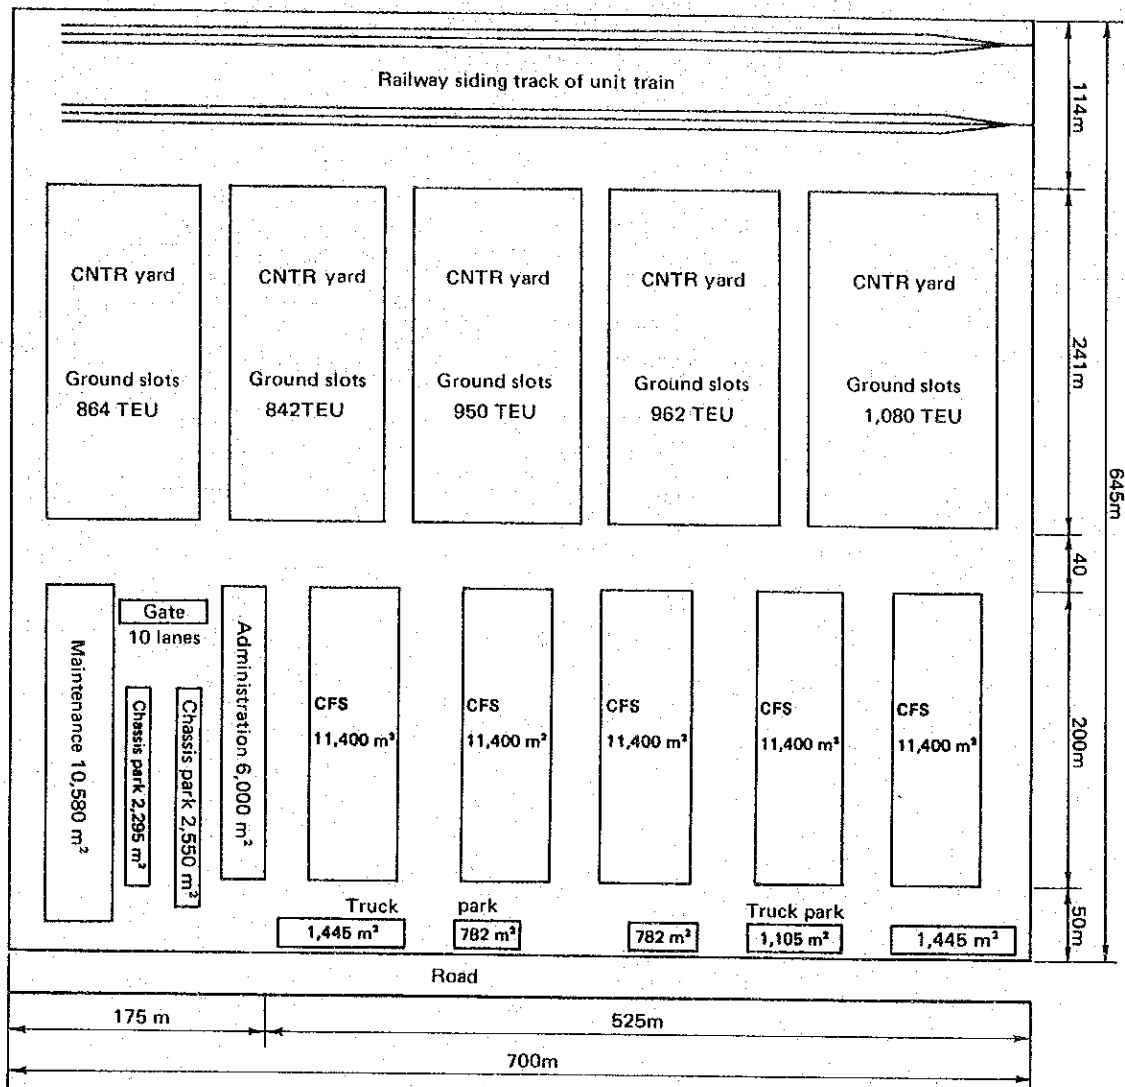 Railway siding track of unit train
114m
CNTR yard
CNTR yard
CNTR yard
CNTR yard
CNTR yard
Ground slots
864 TEU
Ground slots
842TEU
Ground slots
950 TEU
Ground slots
962 TEU
Ground slots
1,080 TEU
241m
645m
40
Maintenance 10,580 m²
Gate
10 lanes
Chassis park 2,295 m²
Chassis park 2,550 m²
Administration 6,000 m²
CFS
11,400 m²
CFS
11,400 m²
CFS
11,400 m²
CFS
11,400 m²
CFS
11,400 m²
200m
Truck park
1,445 m²
782 m²
782 m²
Truck park
1,105 m²
1,445 m²
50m
Road
175 m
525m
700m